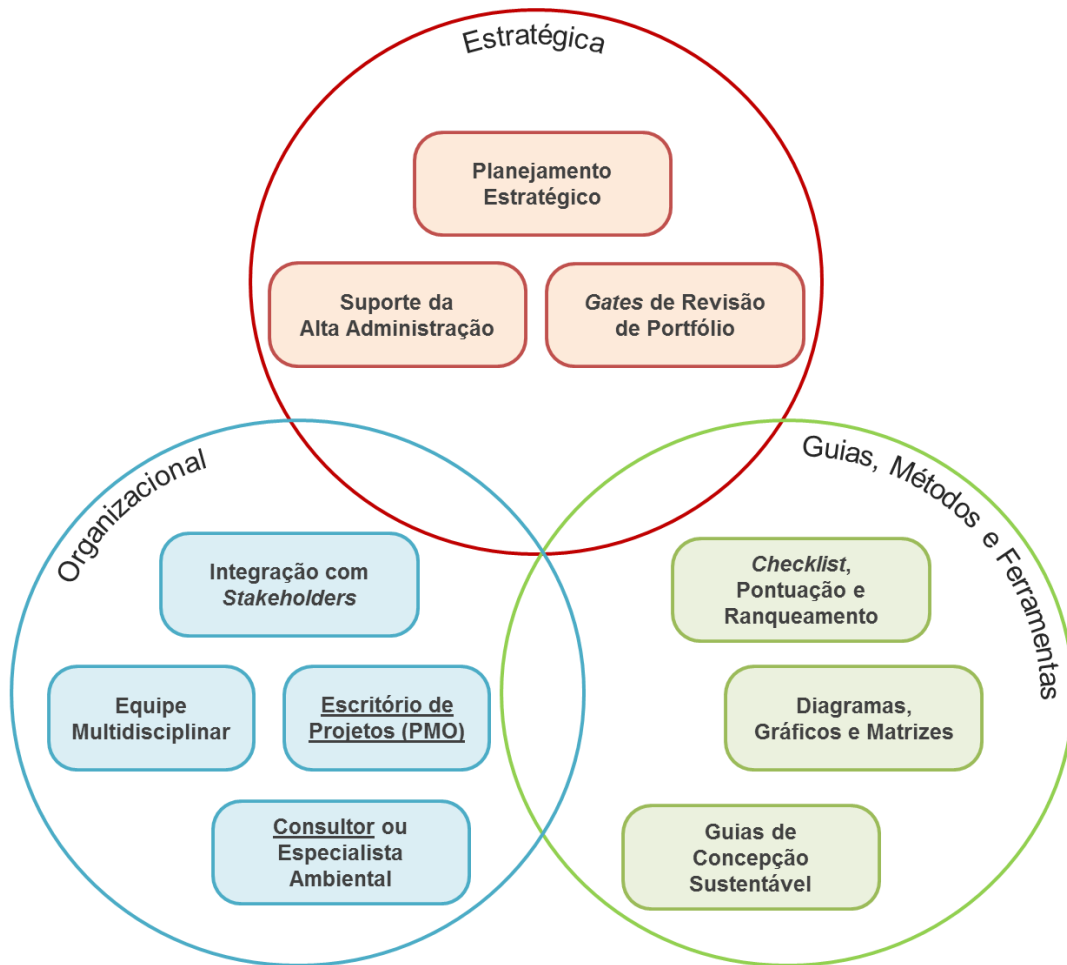 Estratégica
Planejamento
Estratégico
Suporte da
Alta Administração
Gates de Revisão
de Portfólio
Organizacional
Integração com
Stakeholders
Equipe
Multidisciplinar
Escritório de
Projetos (PMO)
Consultor ou
Especialista
Ambiental
Guias, Métodos e Ferramentas
Checklist,
Pontuação e
Ranqueamento
Diagramas,
Gráficos e Matrizes
Guias de
Concepção
Sustentável